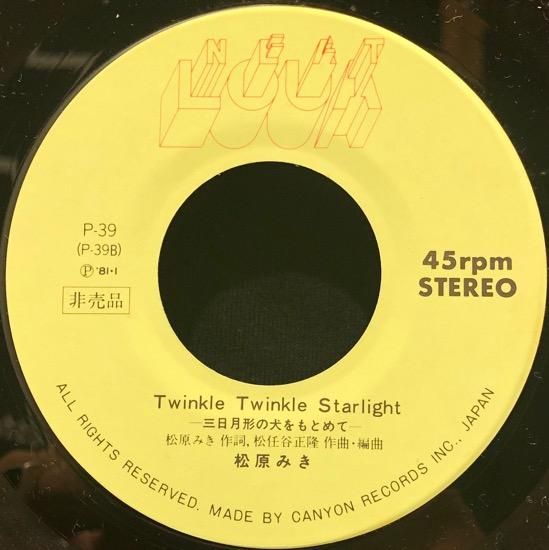 NEXT
LOOK
P-39
(P-39B)
Ⓟ '81・1
非売品
45rpm
STEREO
Twinkle Twinkle Starlight
—三日月形の犬をもとめて—
松原みき 作詞, 松任谷正隆 作曲・編曲
松原みき
ALL RIGHTS RESERVED. MADE BY CANYON RECORDS INC., JAPAN